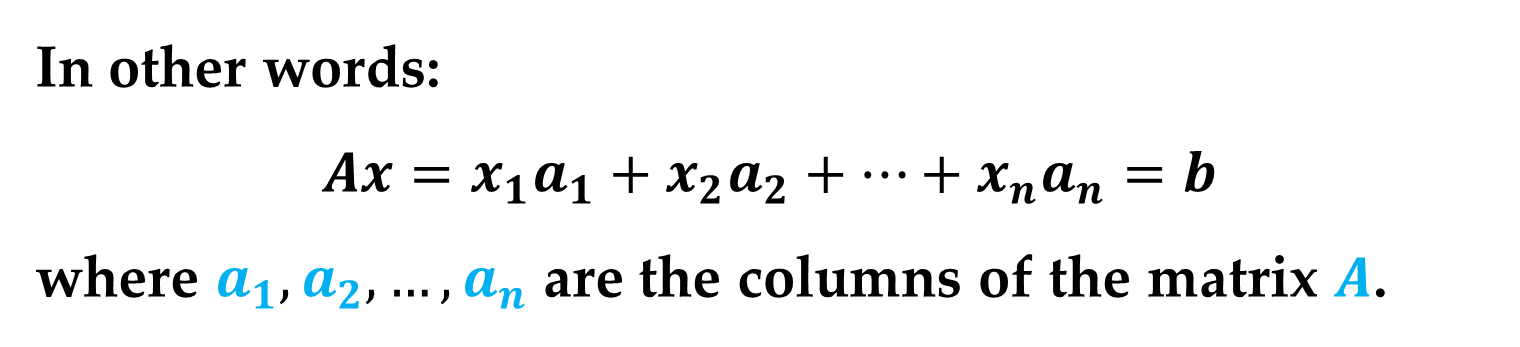 In other words:
Ax = x₁a₁ + x₂a₂ + ⋯ + xₙaₙ = b
where a₁, a₂, … , aₙ are the columns of the matrix A.